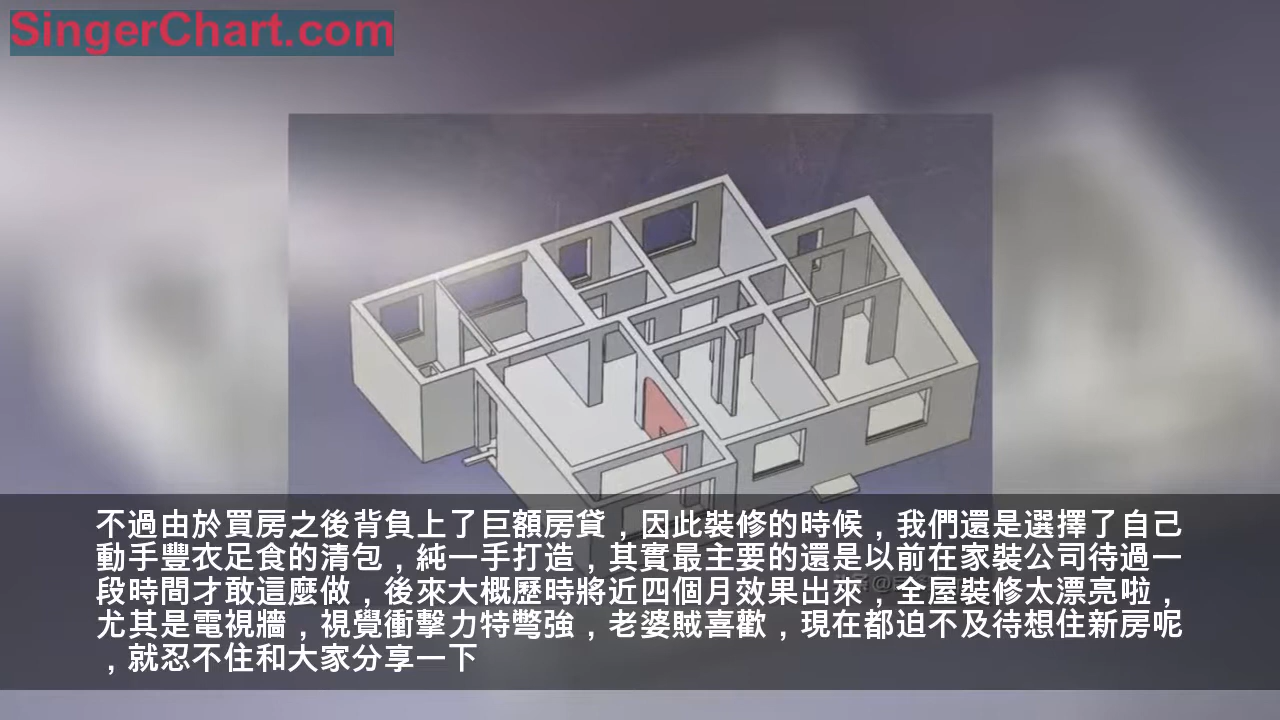 SingerChart.com
不過由於買房之後背負上了巨額房貸，因此裝修的時候，我們還是選擇了自己
動手豐衣足食的清包，純一手打造，其實最主要的還是以前在家裝公司待過一
段時間才敢這麼做，後來大概歷時將近四個月效果出來，全屋裝修太漂亮啦，
尤其是電視牆，視覺衝擊力特彆強，老婆賊喜歡，現在都迫不及待想住新房呢
，就忍不住和大家分享一下